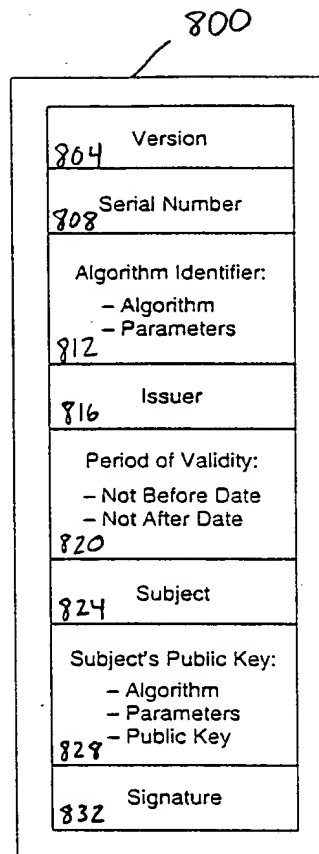 800
Version
804
Serial Number
808
Algorithm Identifier:
– Algorithm
– Parameters
812
Issuer
816
Period of Validity:
– Not Before Date
– Not After Date
820
Subject
824
Subject's Public Key:
– Algorithm
– Parameters
– Public Key
828
Signature
832